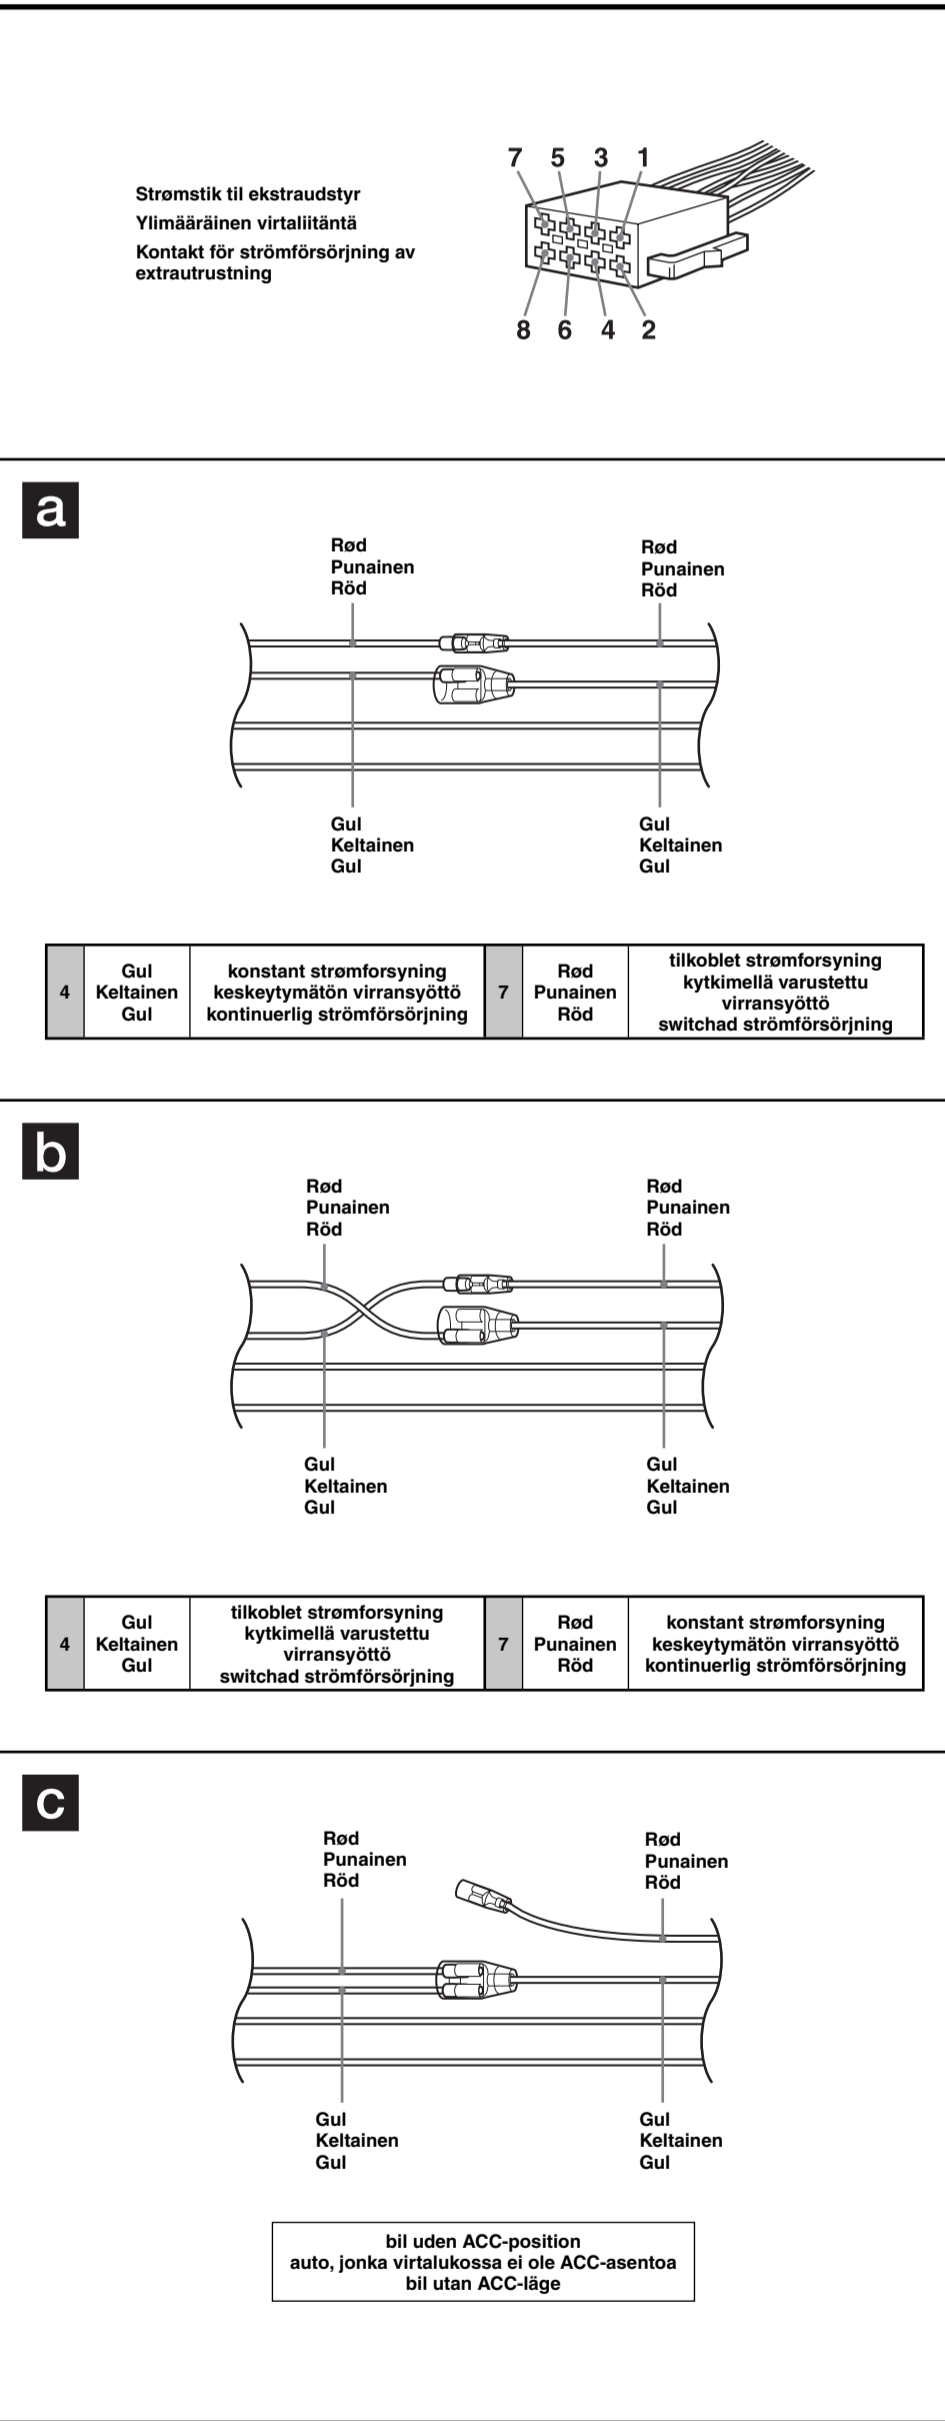 7 5 3 1
Strømstik til ekstraudstyr
Ylimääräinen virtaliitäntä
Kontakt för strömförsörjning av
extrautrustning
8 6 4 2
a
Rød
Punainen
Röd
Rød
Punainen
Röd
Gul
Keltainen
Gul
Gul
Keltainen
Gul
4
Gul
Keltainen
Gul
konstant strømforsyning
keskeytymätön virransyöttö
kontinuerlig strömförsörjning
7
Rød
Punainen
Röd
tilkoblet strømforsyning
kytkimellä varustettu
virransyöttö
switchad strömförsörjning
b
Rød
Punainen
Röd
Rød
Punainen
Röd
Gul
Keltainen
Gul
Gul
Keltainen
Gul
4
Gul
Keltainen
Gul
tilkoblet strømforsyning
kytkimellä varustettu
virransyöttö
switchad strömförsörjning
7
Rød
Punainen
Röd
konstant strømforsyning
keskeytymätön virransyöttö
kontinuerlig strömförsörjning
c
Rød
Punainen
Röd
Rød
Punainen
Röd
Gul
Keltainen
Gul
Gul
Keltainen
Gul
bil uden ACC-position
auto, jonka virtalukossa ei ole ACC-asentoa
bil utan ACC-läge